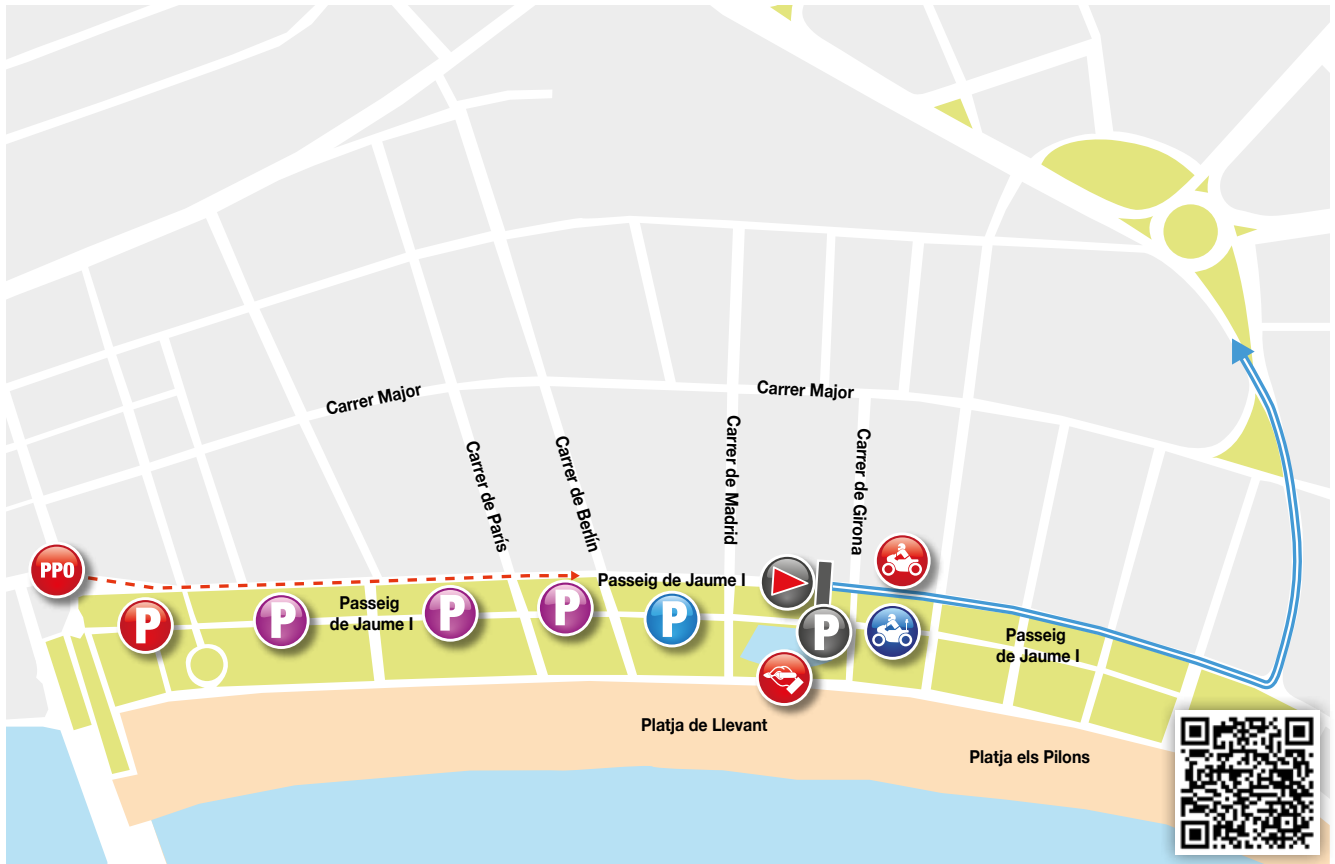 Carrer Major
Carrer Major
Carrer de París
Carrer de Berlín
Carrer de Madrid
Carrer de Girona
PPO
Passeig de Jaume I
P
Passeig
de Jaume I
P
P
P
P
P
Passeig
de Jaume I
Platja de Llevant
Platja els Pilons